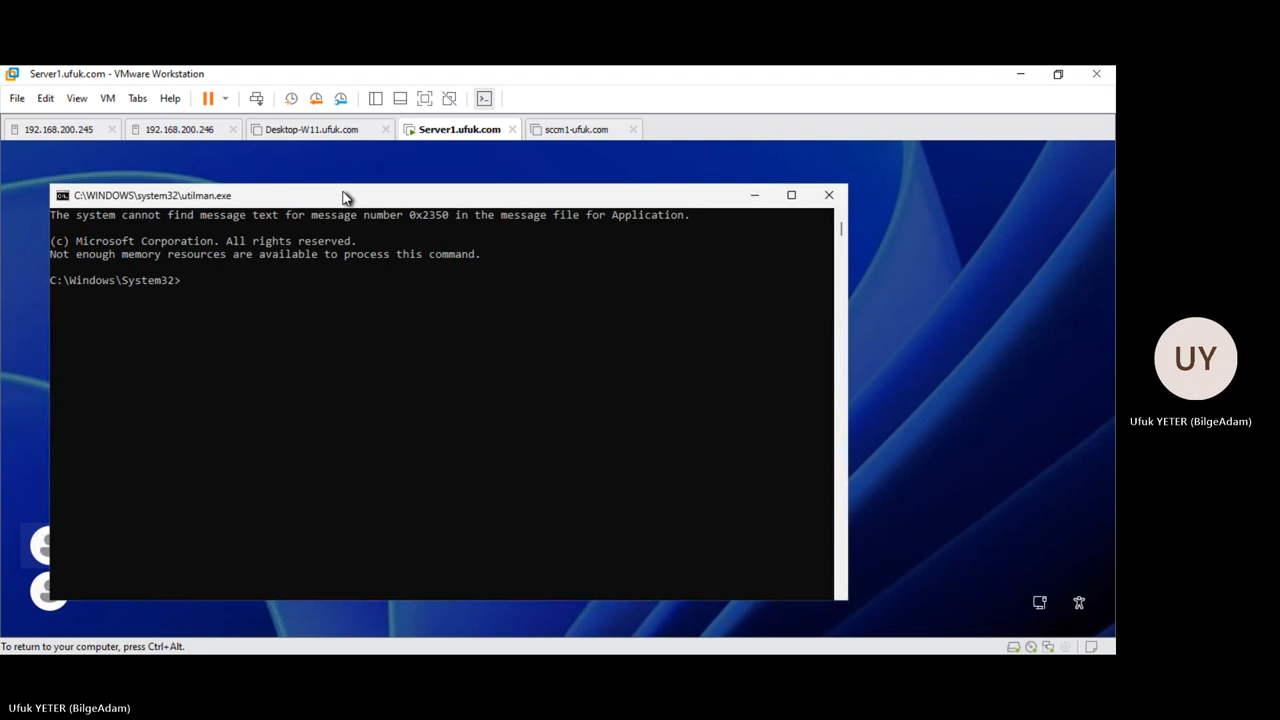 Server1.ufuk.com - VMware Workstation
File Edit View VM Tabs Help
192.168.200.245 192.168.200.246 Desktop-W11.ufuk.com Server1.ufuk.com sccm1-ufuk.com
C:\WINDOWS\system32\utilman.exe
The system cannot find message text for message number 0x2350 in the message file for Application.
(c) Microsoft Corporation. All rights reserved.
Not enough memory resources are available to process this command.
C:\Windows\System32>
UY
Ufuk YETER (BilgeAdam)
To return to your computer, press Ctrl+Alt.
Ufuk YETER (BilgeAdam)